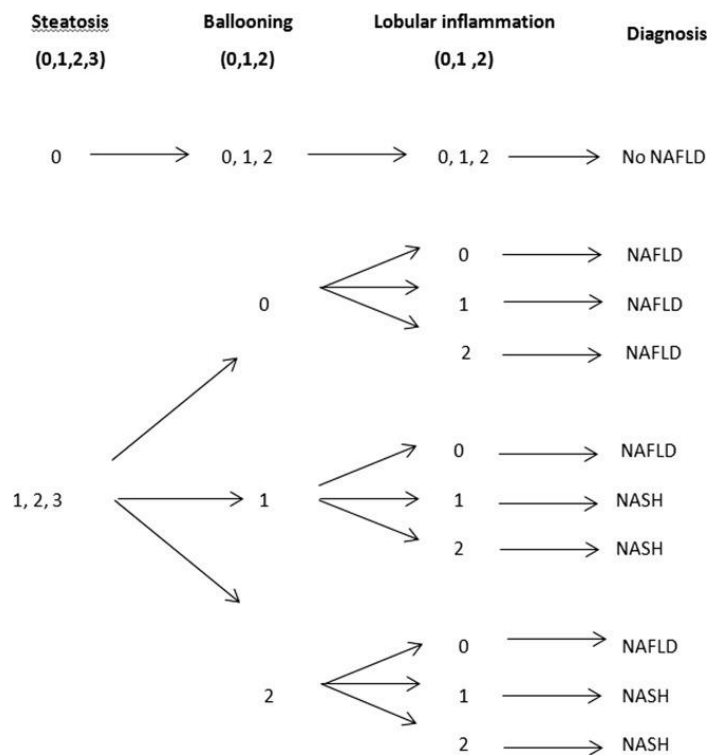 Steatosis Ballooning Lobular inflammation Diagnosis
(0,1,2,3) (0,1,2) (0,1 ,2)
0 0, 1, 2 0, 1, 2 No NAFLD
0 NAFLD
0 1 NAFLD
2 NAFLD
0 NAFLD
1, 2, 3 1 1 NASH
2 NASH
0 NAFLD
2 1 NASH
2 NASH